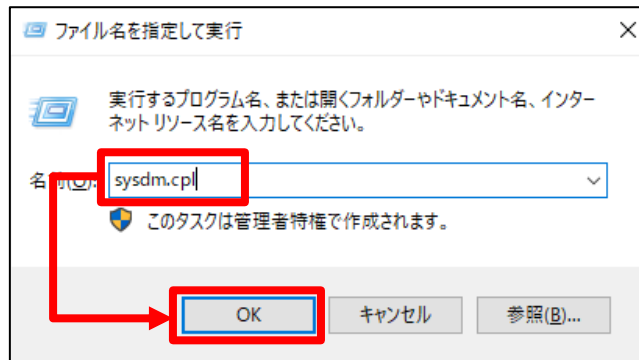 ファイル名を指定して実行
実行するプログラム名、または開くフォルダーやドキュメント名、インター
ネット リソース名を入力してください。
名前(O): sysdm.cpl
このタスクは管理者特権で作成されます。
OK キャンセル 参照(B)...